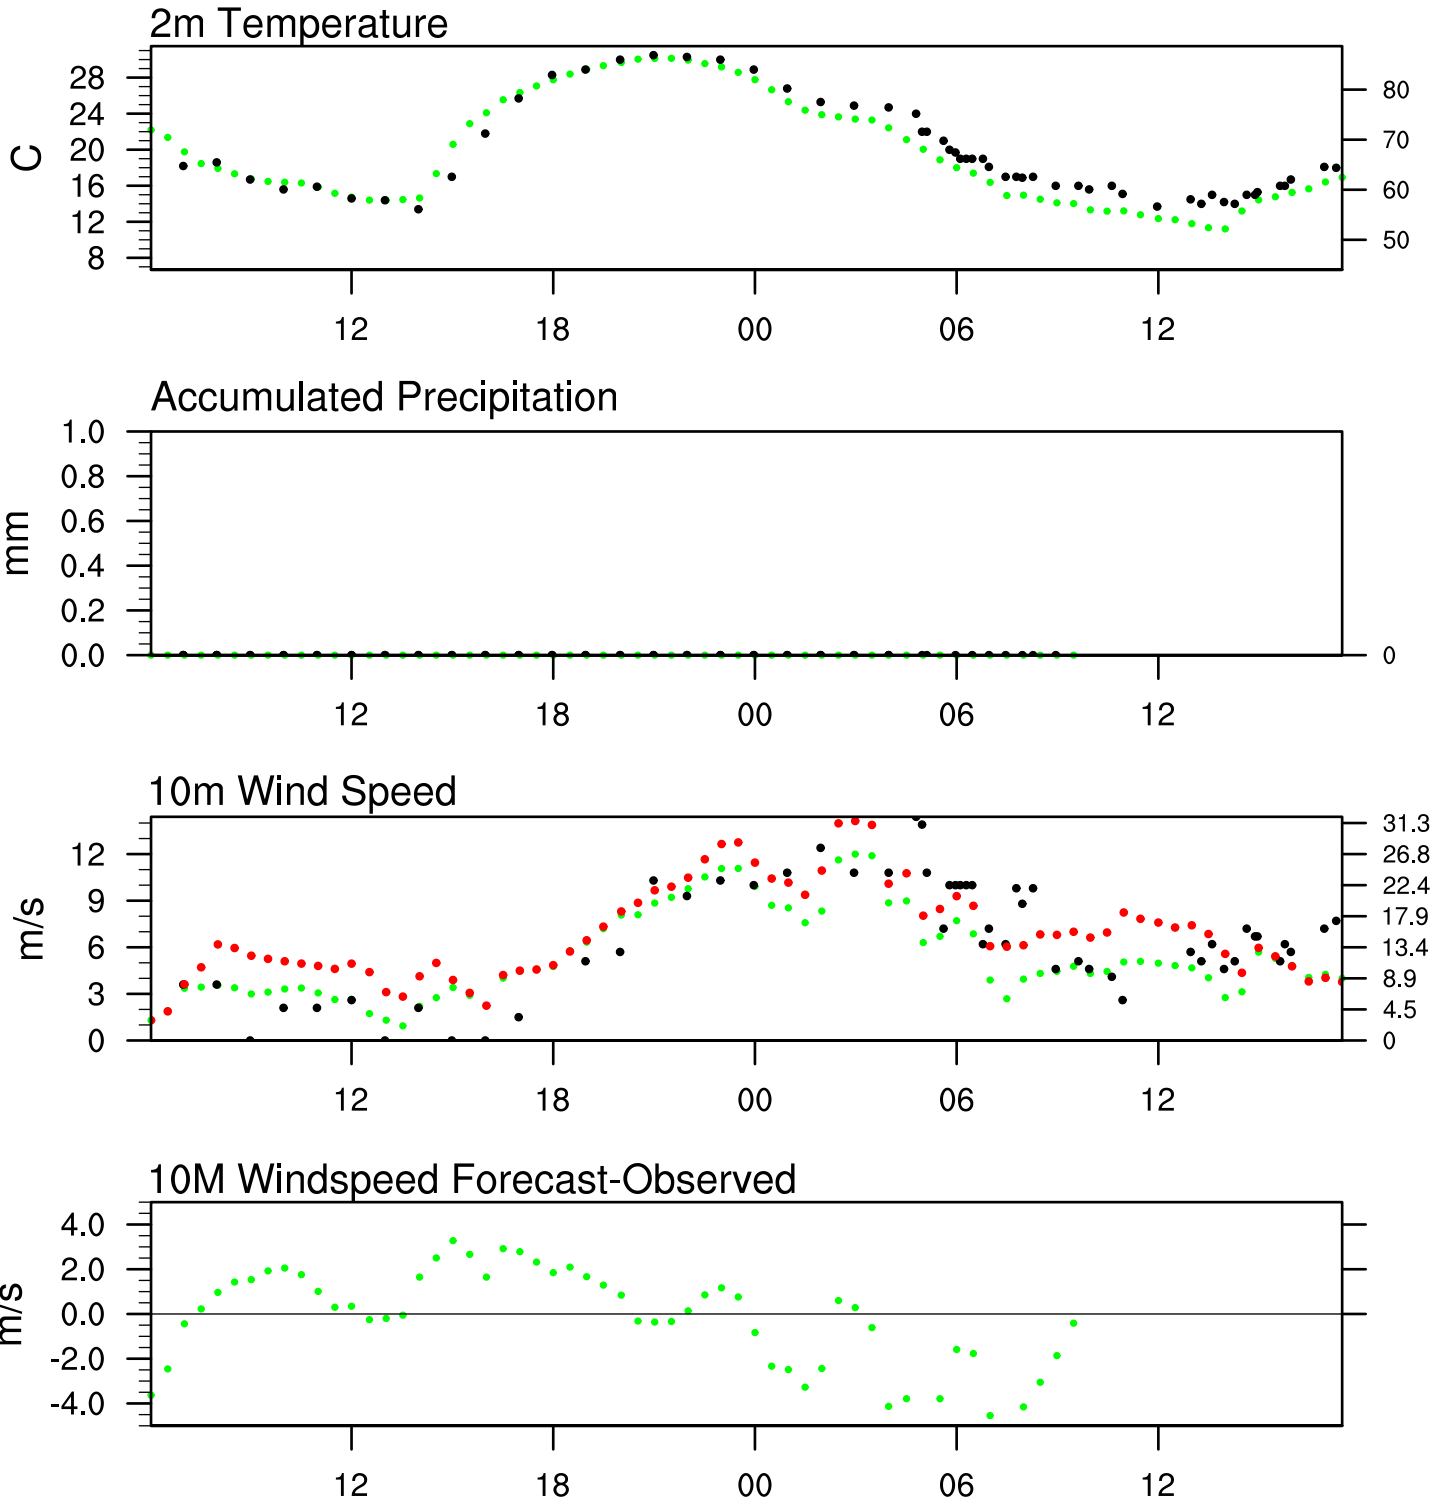 2m Temperature
C
28
24
20
16
12
8
80
70
60
50
12 18 00 06 12
Accumulated Precipitation
mm
1.0
0.8
0.6
0.4
0.2
0.0
0
12 18 00 06 12
10m Wind Speed
m/s
12
9
6
3
0
31.3
26.8
22.4
17.9
13.4
8.9
4.5
0
12 18 00 06 12
10M Windspeed Forecast-Observed
m/s
4.0
2.0
0.0
-2.0
-4.0
12 18 00 06 12